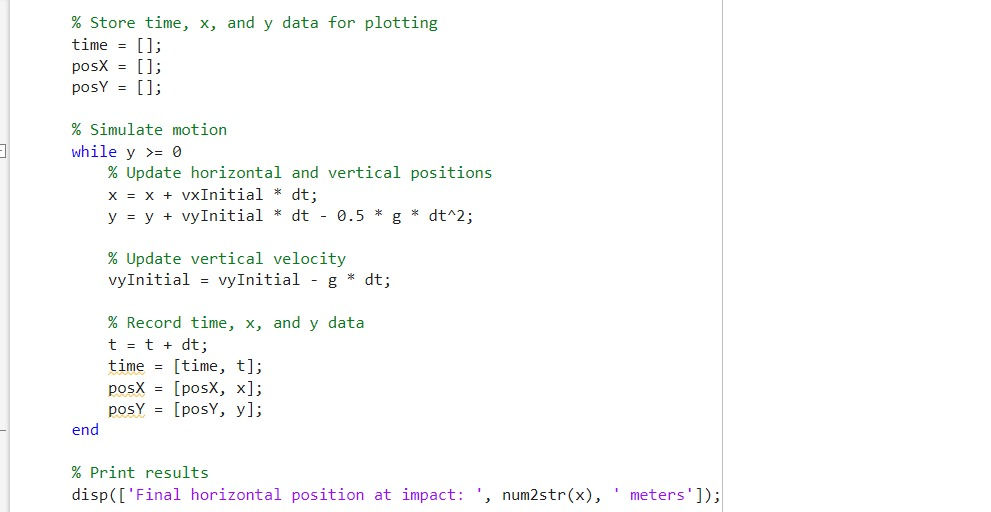 % Store time, x, and y data for plotting
time = [];
posX = [];
posY = [];
% Simulate motion
while y >= 0
% Update horizontal and vertical positions
x = x + vxInitial * dt;
y = y + vyInitial * dt - 0.5 * g * dt^2;
% Update vertical velocity
vyInitial = vyInitial - g * dt;
% Record time, x, and y data
t = t + dt;
time = [time, t];
posX = [posX, x];
posY = [posY, y];
end
% Print results
disp(['Final horizontal position at impact: ', num2str(x), ' meters']);